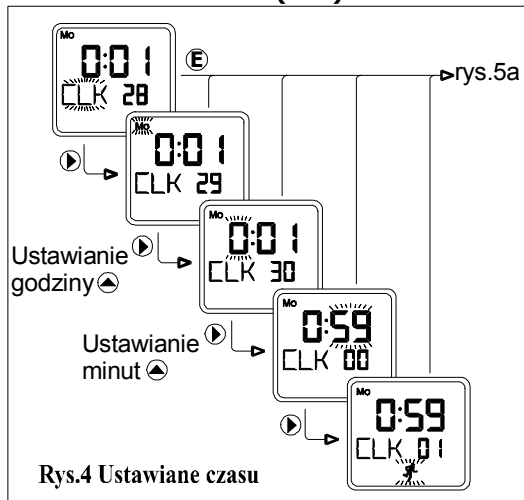 Mo
0:01
CLK 28
E
rys.5a
Mo
0:01
CLK 29
Mo
0:01
CLK 30
Ustawianie
godziny
Mo
0:59
CLK 00
Ustawianie
minut
Mo
0:59
CLK 01
Rys.4 Ustawiane czasu